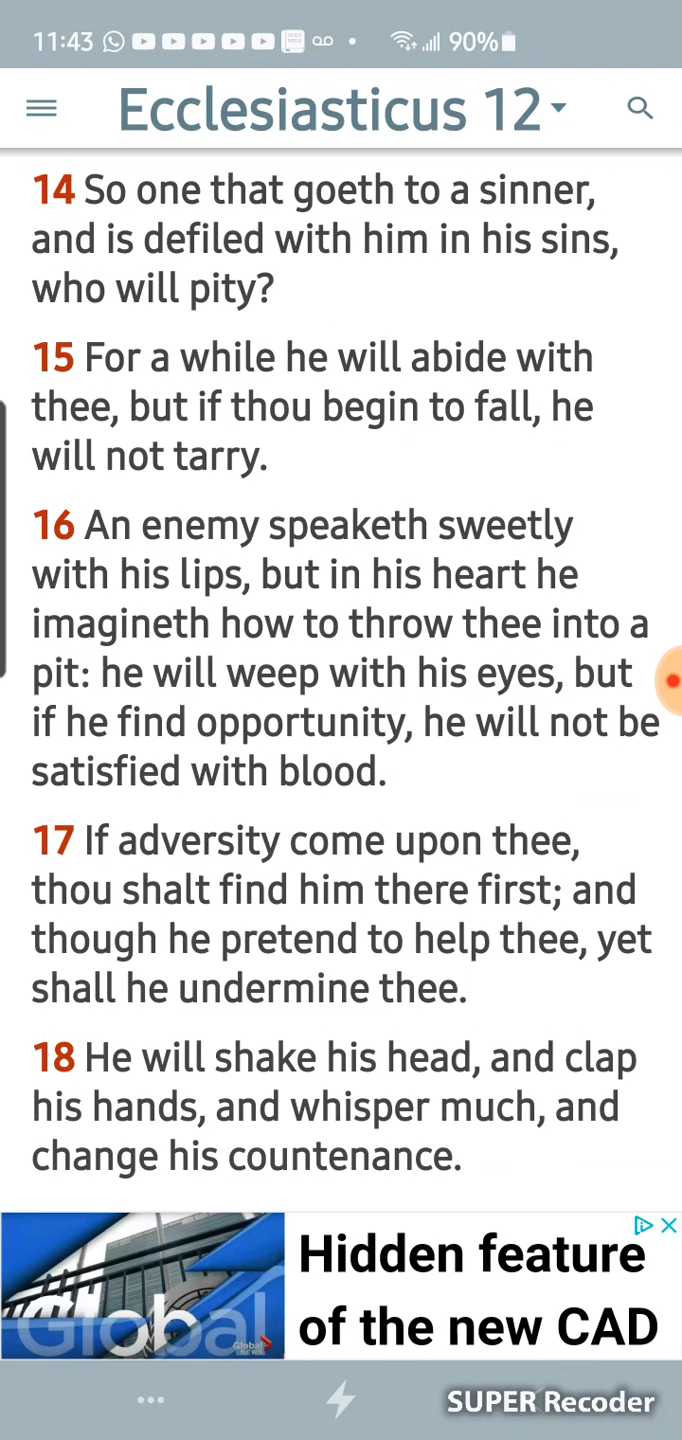 11:43 90%
Ecclesiasticus 12
14 So one that goeth to a sinner,
and is defiled with him in his sins,
who will pity?
15 For a while he will abide with
thee, but if thou begin to fall, he
will not tarry.
16 An enemy speaketh sweetly
with his lips, but in his heart he
imagineth how to throw thee into a
pit: he will weep with his eyes, but
if he find opportunity, he will not be
satisfied with blood.
17 If adversity come upon thee,
thou shalt find him there first; and
though he pretend to help thee, yet
shall he undermine thee.
18 He will shake his head, and clap
his hands, and whisper much, and
change his countenance.
Global
Global
NEWS
Hidden feature
of the new CAD
SUPER Recoder